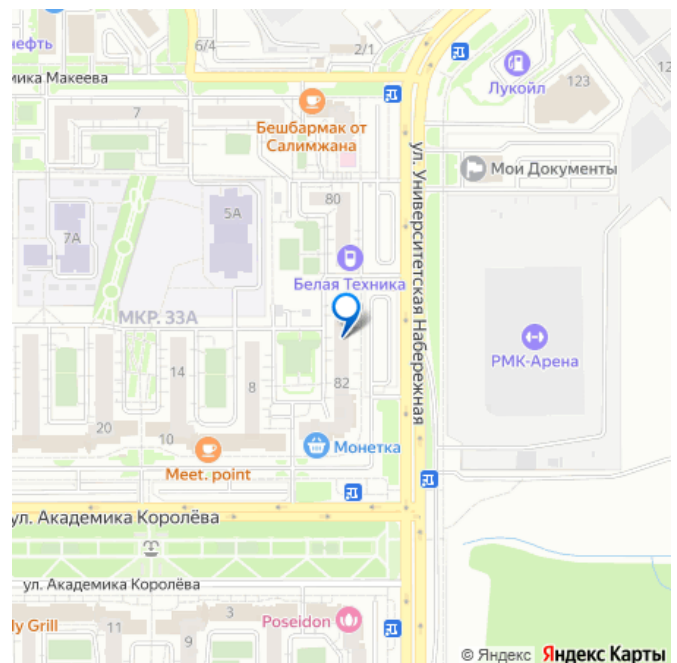 нефть
6/4
2/1
мика Макеева
Лукойл
123
12
7
Бешбармак от
Салимжана
ул. Университетская Набережная
Мои Документы
80
5А
7А
Белая Техника
МКР. 33А
РМК-Арена
14
82
8
20
10
Монетка
Meet. point
ул. Академика Королёва
ул. Академика Королёва
ly Grill
11
9
3
Poseidon
© Яндекс Яндекс Карты